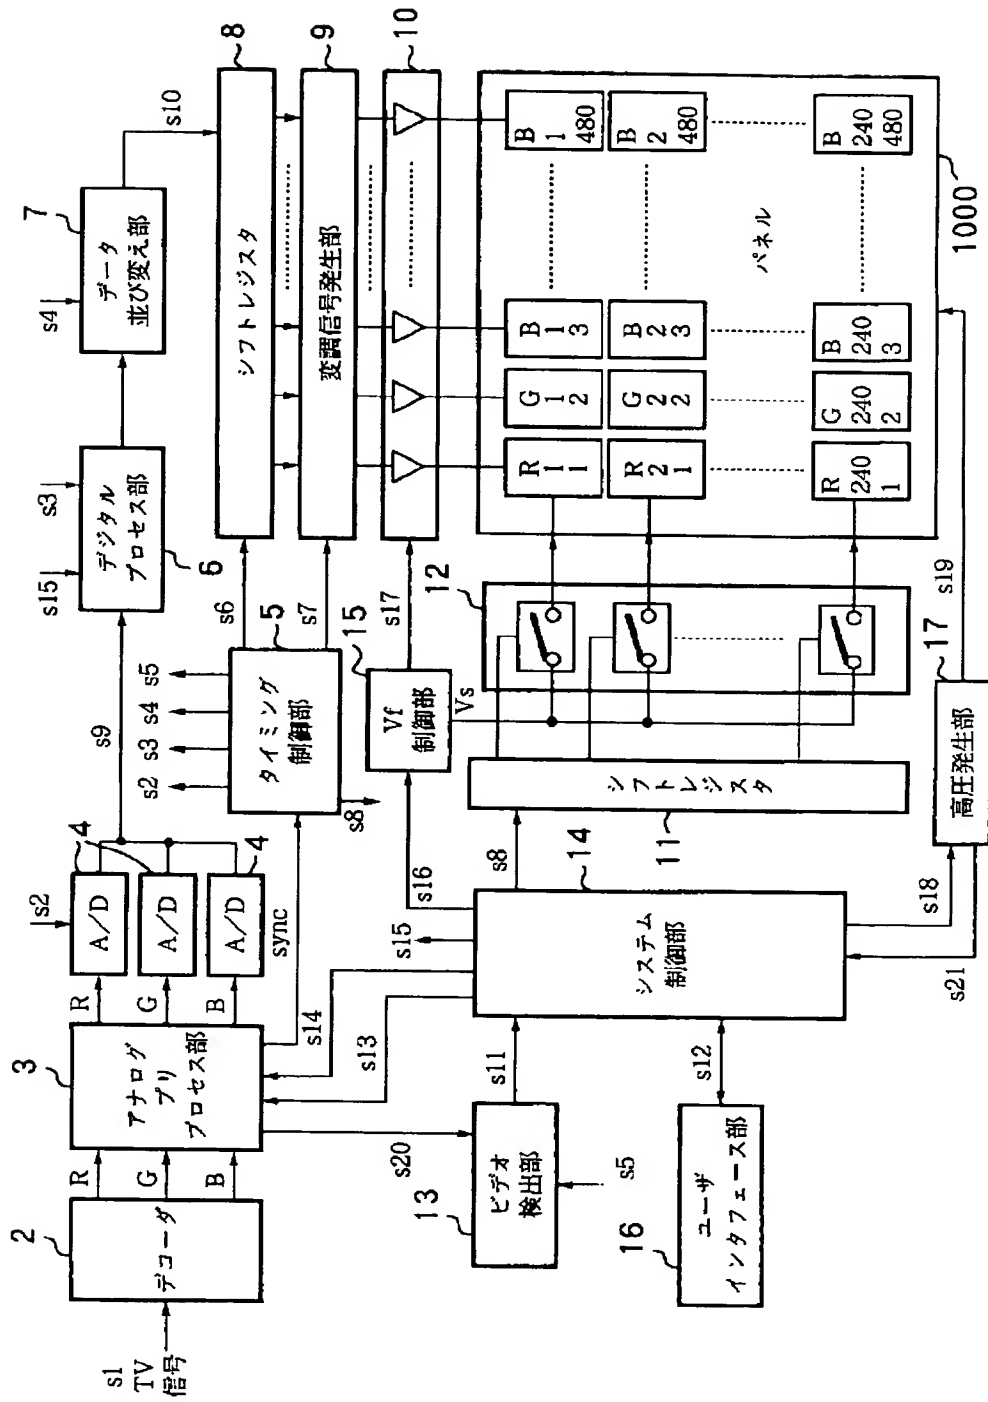 s1
TV
信号
2
デコーダ
R
G
B
3
アナログ
プリ
プロセス部
R
G
B
s2
4
A/D
A/D
A/D
4
sync
s9
s15
s3
デジタル
プロセス部
6
s4
7
データ
並び変え部
s10
s2
s3
s4
s5
タイミング
制御部
5
s6
s7
s8
シフトレジスタ
8
変調信号発生部
9
10
s14
s13
s20
s16
15
Vf
制御部
s17
Vs
12
13
ビデオ
検出部
s5
s11
s15
14
システム
制御部
s8
シフトレジスタ
11
s12
16
ユーザ
インタフェース部
s18
s21
17
高圧発生部
s19
R
1
1
G
1
2
B
1
3
B
1
480
R
2
1
G
2
2
B
2
3
B
2
480
パネル
R
240
1
G
240
2
B
240
3
B
240
480
1000